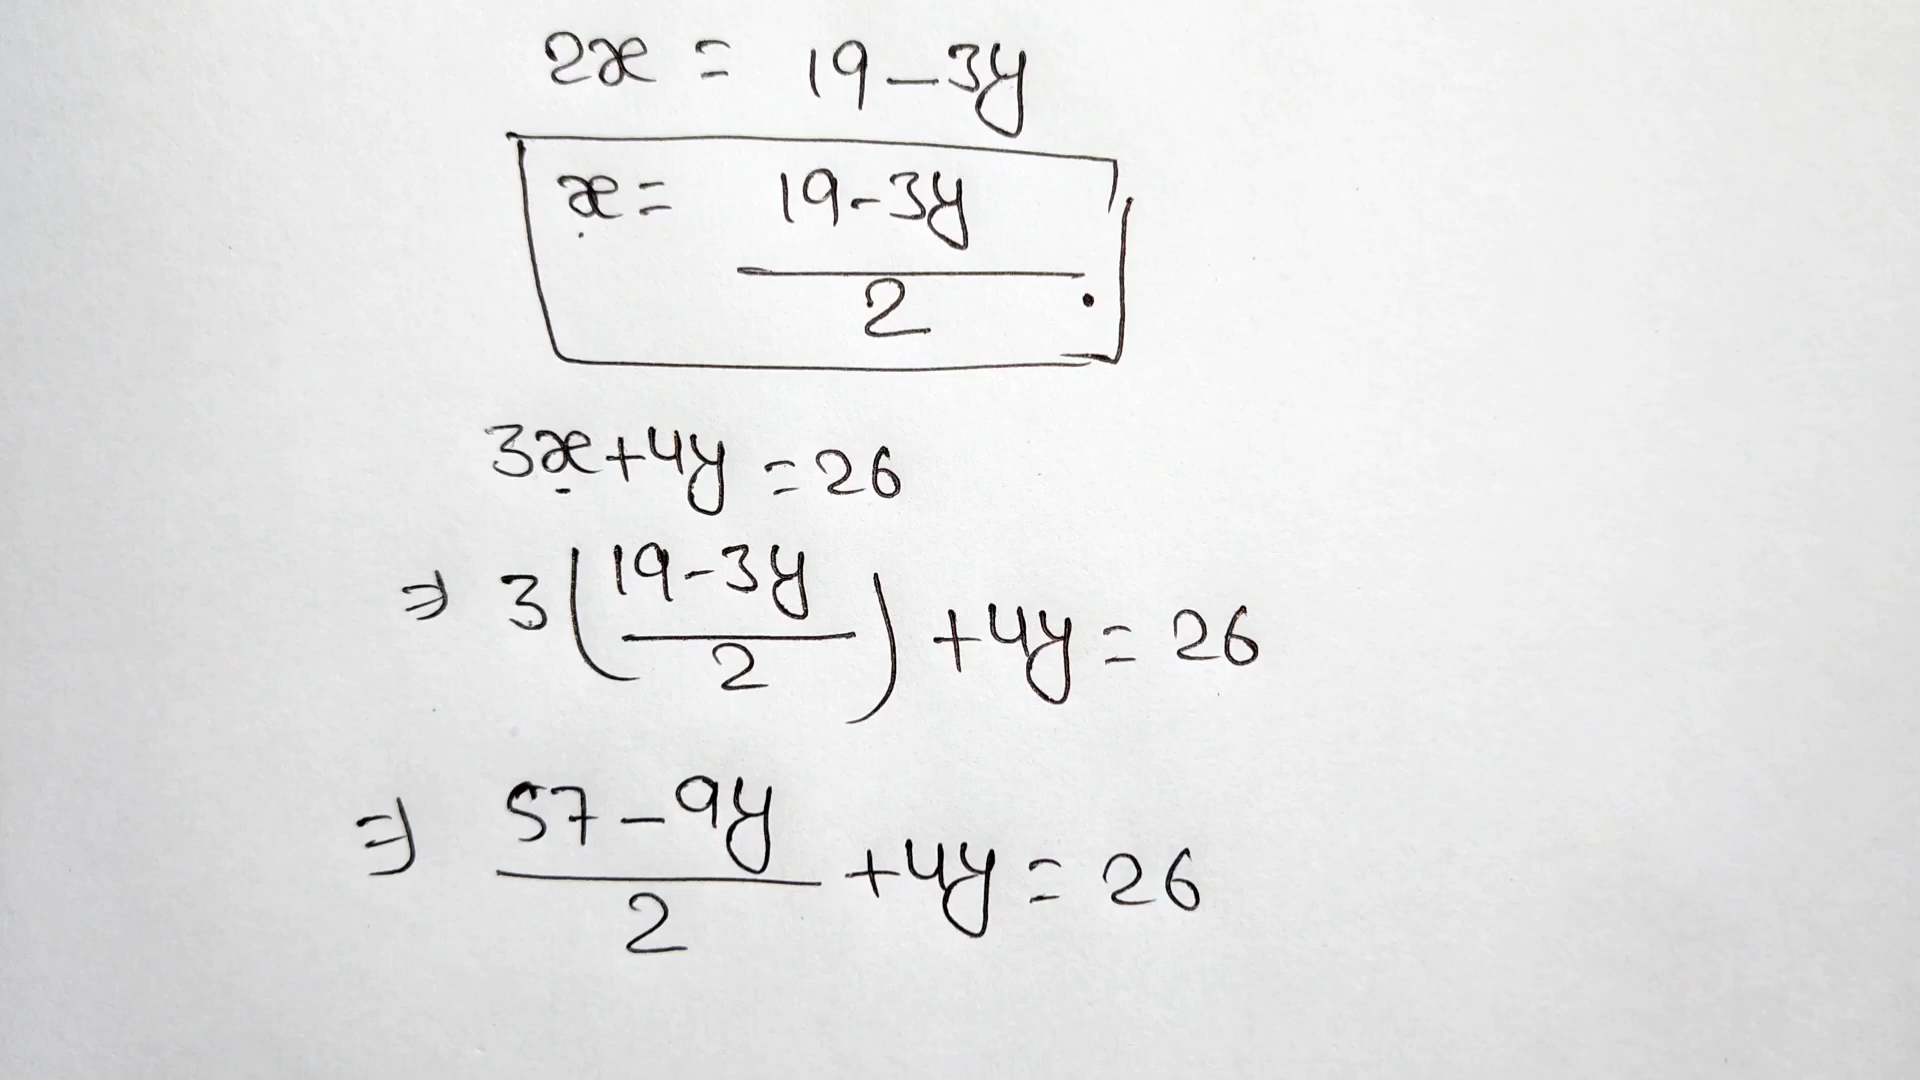 2x = 19-3y
x = 19-3y
2
3x+4y = 26
⇒ 3(19-3y/2) + 4y = 26
⇒ 57-9y/2 + 4y = 26